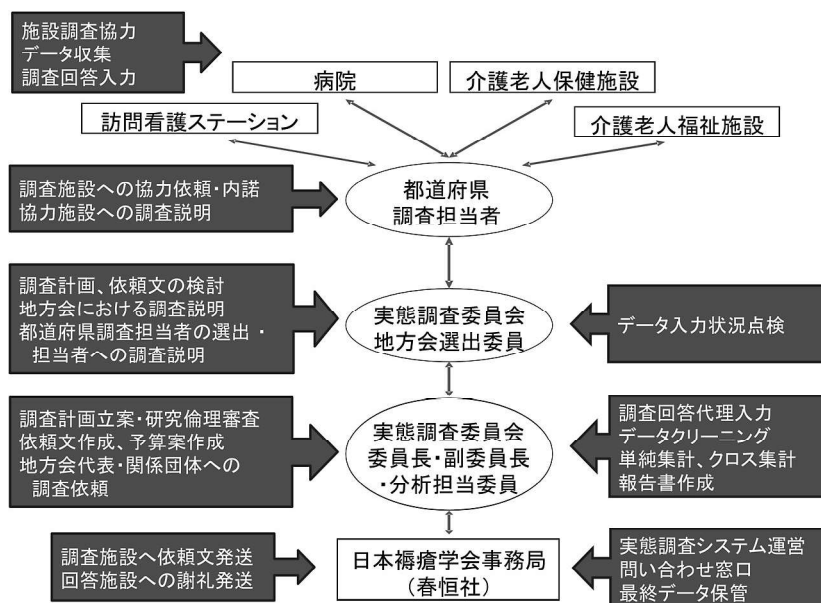 施設調査協力
データ収集
調査回答入力
病院
介護老人保健施設
訪問看護ステーション
介護老人福祉施設
調査施設への協力依頼・内諾
協力施設への調査説明
都道府県
調査担当者
調査計画、依頼文の検討
地方会における調査説明
都道府県調査担当者の選出・
担当者への調査説明
実態調査委員会
地方会選出委員
データ入力状況点検
調査計画立案・研究倫理審査
依頼文作成、予算案作成
地方会代表・関係団体への
調査依頼
実態調査委員会
委員長・副委員長
・分析担当委員
調査回答代理入力
データクリーニング
単純集計、クロス集計
報告書作成
調査施設へ依頼文発送
回答施設への謝礼発送
日本褥瘡学会事務局
（春恒社）
実態調査システム運営
問い合わせ窓口
最終データ保管